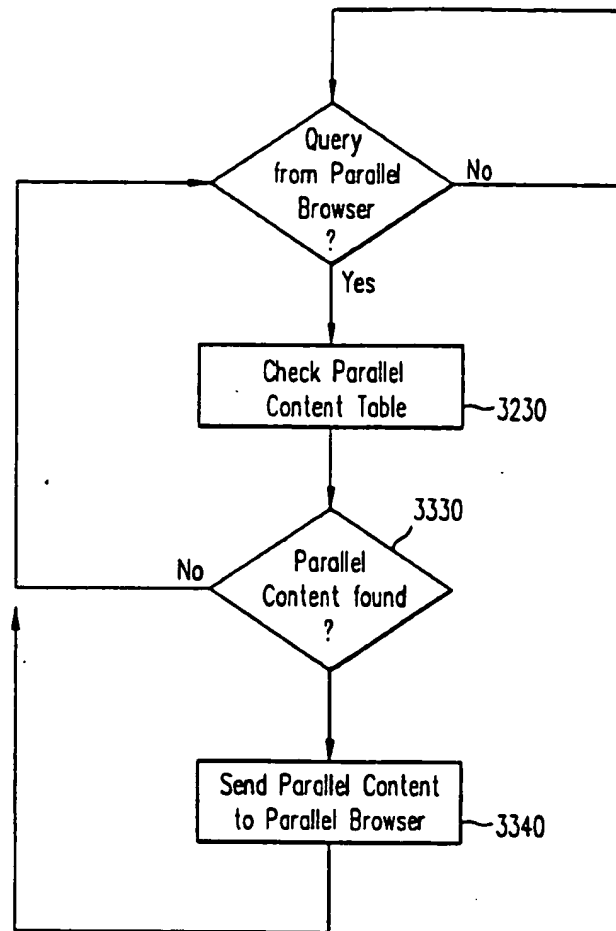 Query
from Parallel
Browser
?
No
Yes
Check Parallel
Content Table
3230
3330
Parallel
Content found
?
No
Send Parallel Content
to Parallel Browser
3340